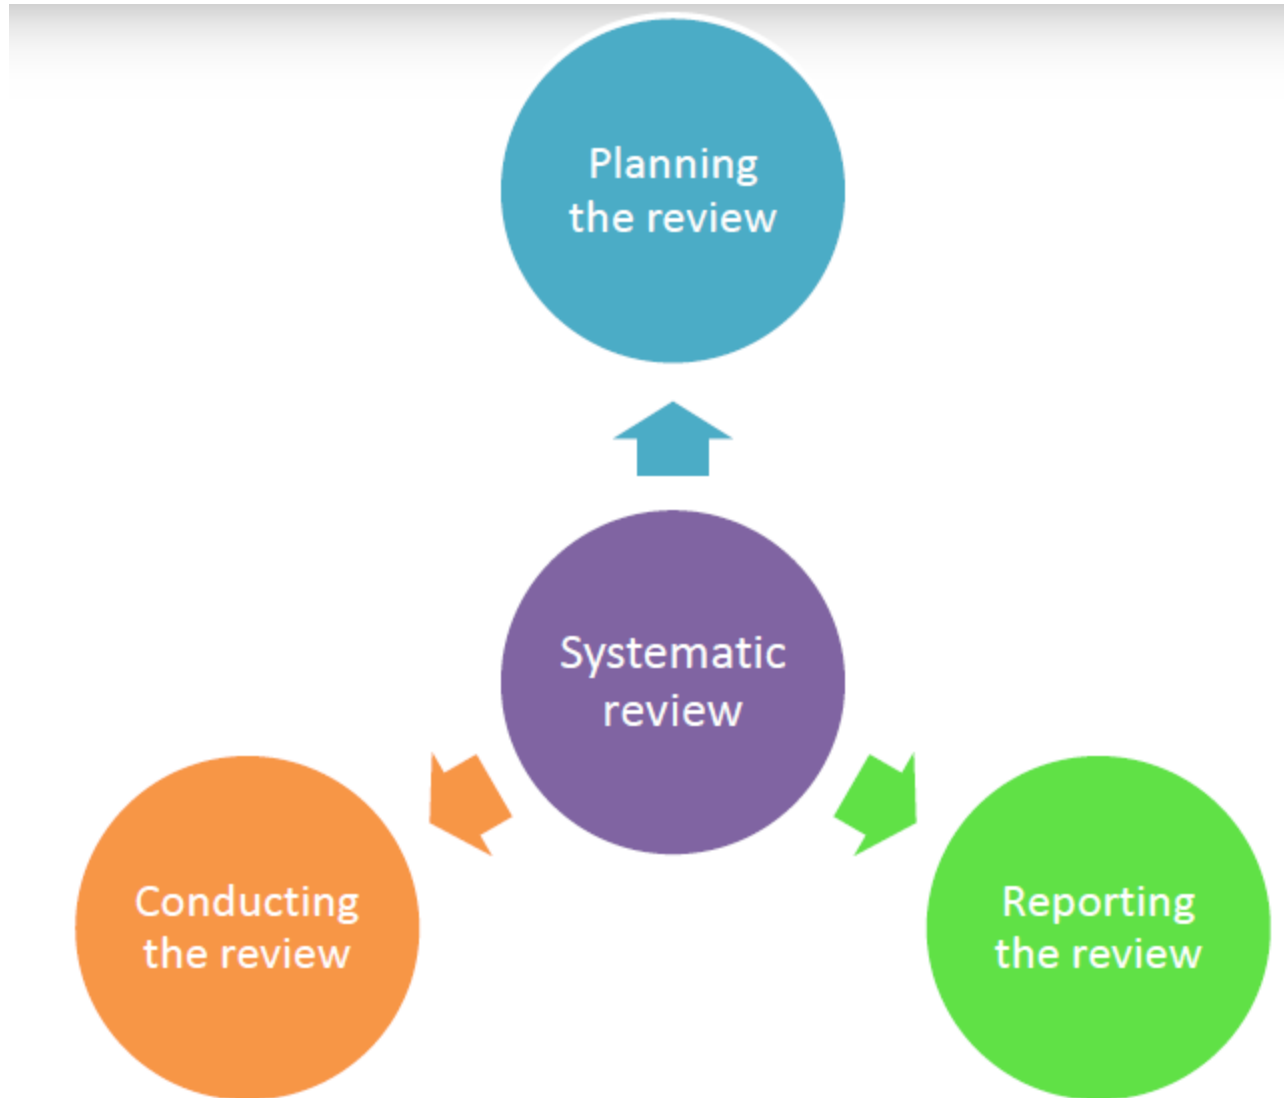 Planning
the review
Systematic
review
Conducting
the review
Reporting
the review